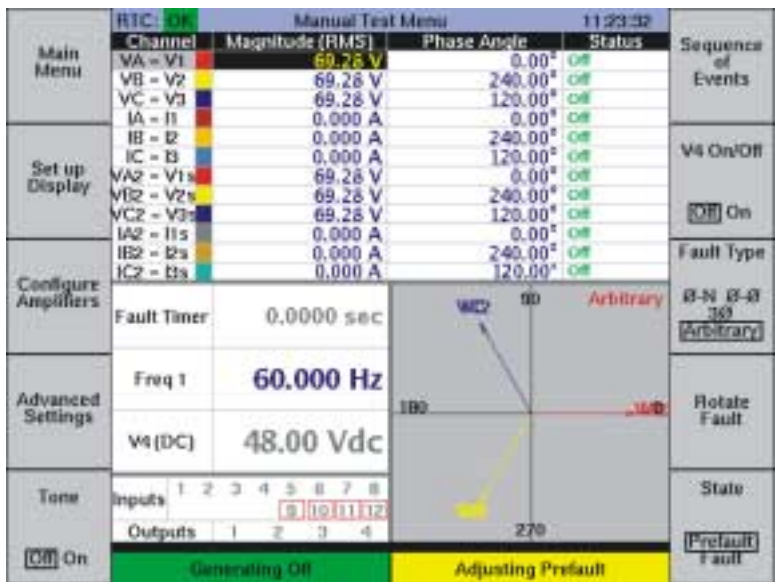 RTC: OK Manual Test Menu 11:23:32
Channel Magnitude (RMS) Phase Angle Status
VA = V1 69.28 V 0.00° Off
VB = V2 69.28 V 240.00° Off
VC = V3 69.28 V 120.00° Off
IA = I1 0.000 A 0.00° Off
IB = I2 0.000 A 240.00° Off
IC = I3 0.000 A 120.00° Off
VA2 = V1s 69.28 V 0.00° Off
VB2 = V2s 69.28 V 240.00° Off
VC2 = V3s 69.28 V 120.00° Off
IA2 = I1s 0.000 A 0.00° Off
IB2 = I2s 0.000 A 240.00° Off
IC2 = I3s 0.000 A 120.00° Off
Main
Menu
Set up
Display
Configure
Amplifiers
Advanced
Settings
Tone
Off On
Fault Timer 0.0000 sec
Freq 1 60.000 Hz
V4 (DC) 48.00 Vdc
Inputs 1 2 3 4 5 6 7 8
9 10 11 12
Outputs 1 2 3 4
90 Arbitrary
VC2
180
270
Generating Off
Adjusting Prefault
Sequence
of
Events
V4 On/Off
Off On
Fault Type
Ø-N Ø-Ø
3Ø
Arbitrary
Rotate
Fault
State
Prefault
Fault